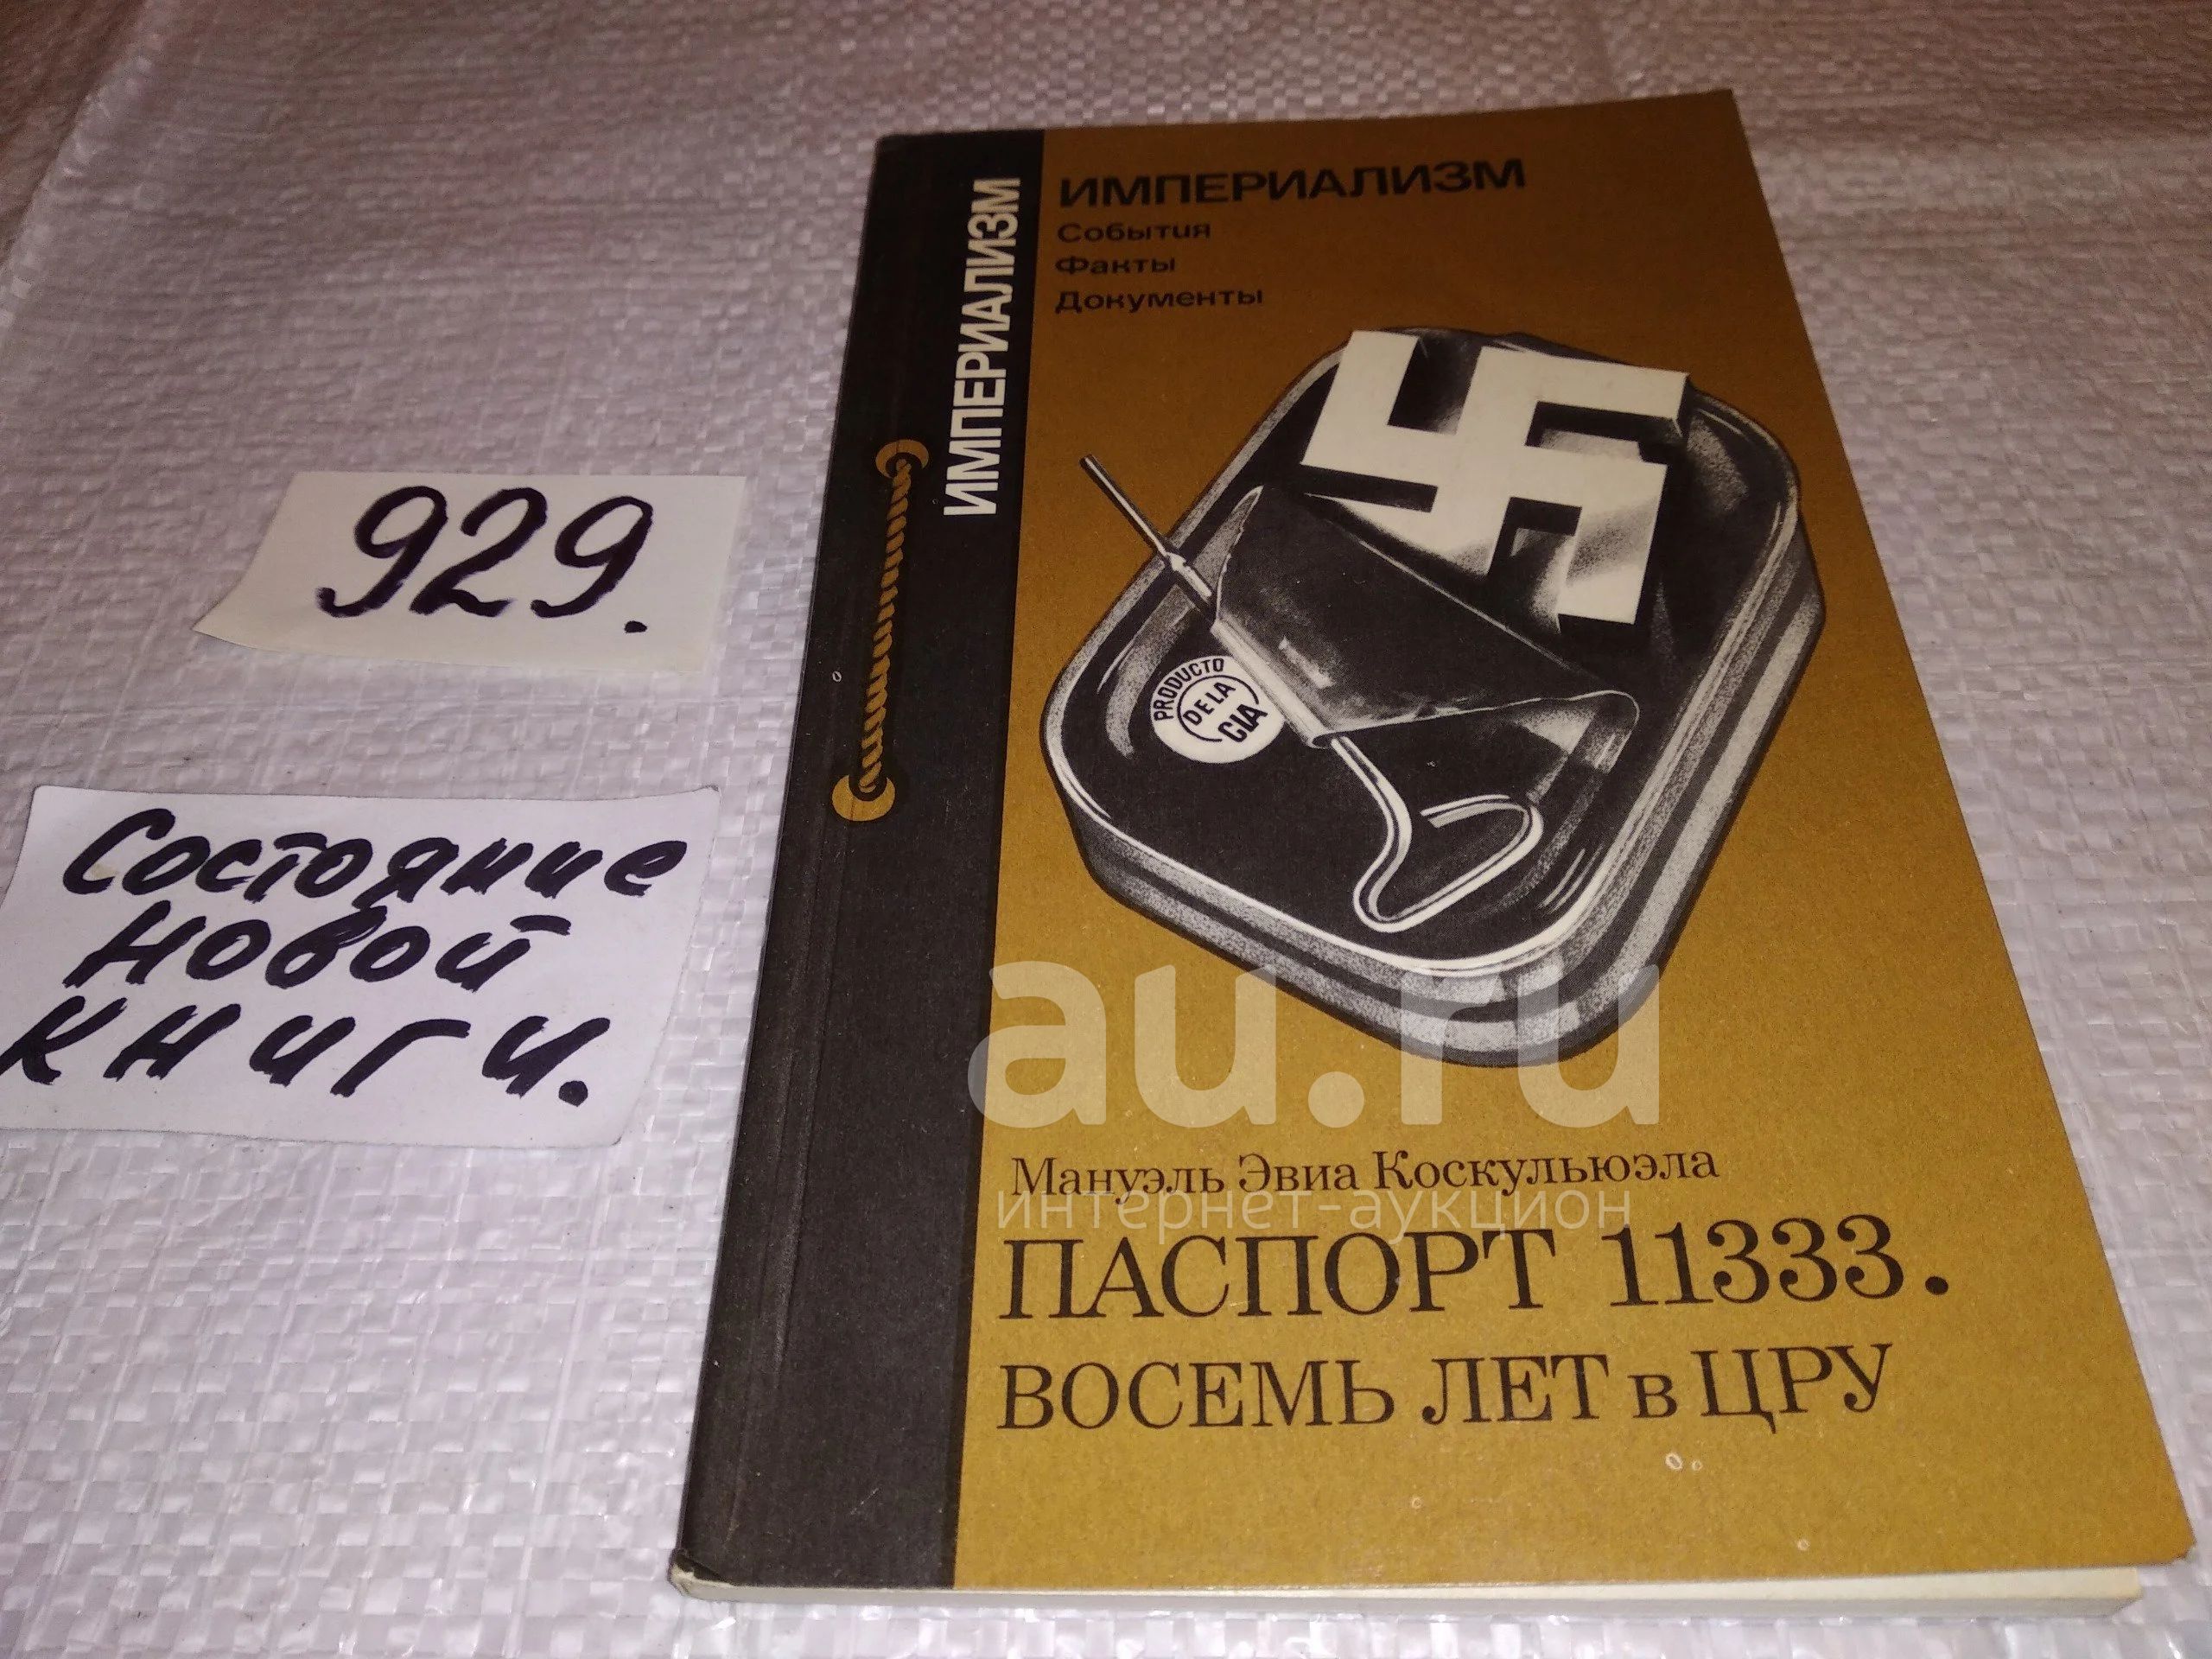 ИМПЕРИАЛИЗМ
События
Факты
Документы
ИМПЕРИАЛИЗМ
929.
PRODUCTO
DE LA
CIA
Состояние
новой
книги.
au.ru
Мануэль Эвиа Коскульюэла
интернет-аукцион
ПАСПОРТ 11333.
ВОСЕМЬ ЛЕТ в ЦРУ